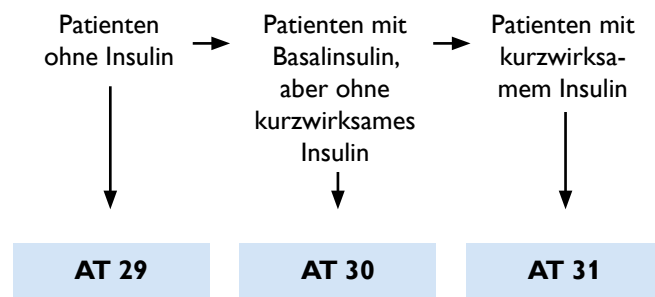 Patienten
ohne Insulin
Patienten mit
Basalinsulin,
aber ohne
kurzwirksames
Insulin
Patienten mit
kurzwirksa-
mem Insulin
AT 29
AT 30
AT 31